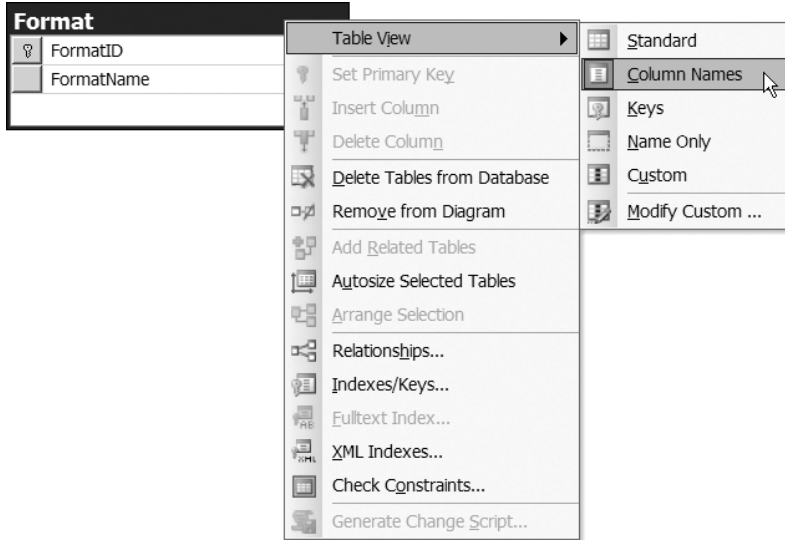 Format
FormatID
FormatName
Table View
Set Primary Key
Insert Column
Delete Column
Delete Tables from Database
Remove from Diagram
Add Related Tables
Autosize Selected Tables
Arrange Selection
Relationships...
Indexes/Keys...
Fulltext Index...
XML Indexes...
Check Constraints...
Generate Change Script...
Standard
Column Names
Keys
Name Only
Custom
Modify Custom ...